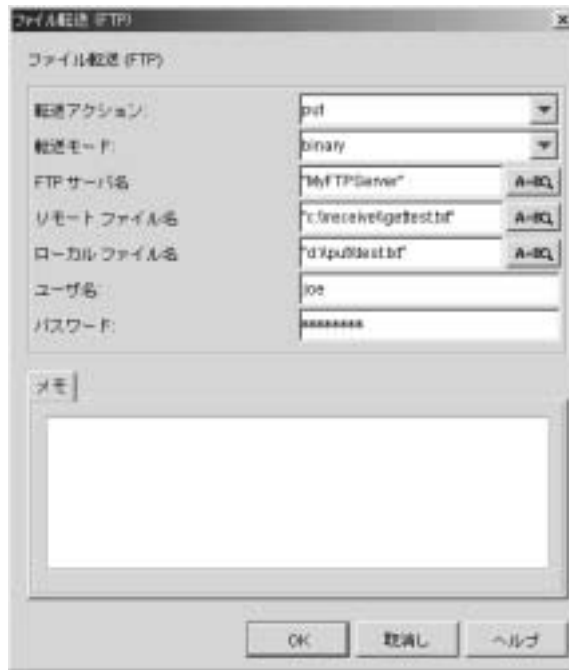 ファイル転送 (FTP)
ファイル転送 (FTP)
転送アクション: put
転送モード: binary
FTP サーバ名 "MyFTPServer" A=BQ
リモート ファイル名 A=BQ
ローカル ファイル名 A=BQ
ユーザ名: joe
パスワード: ********
メモ
OK 取消し ヘルプ